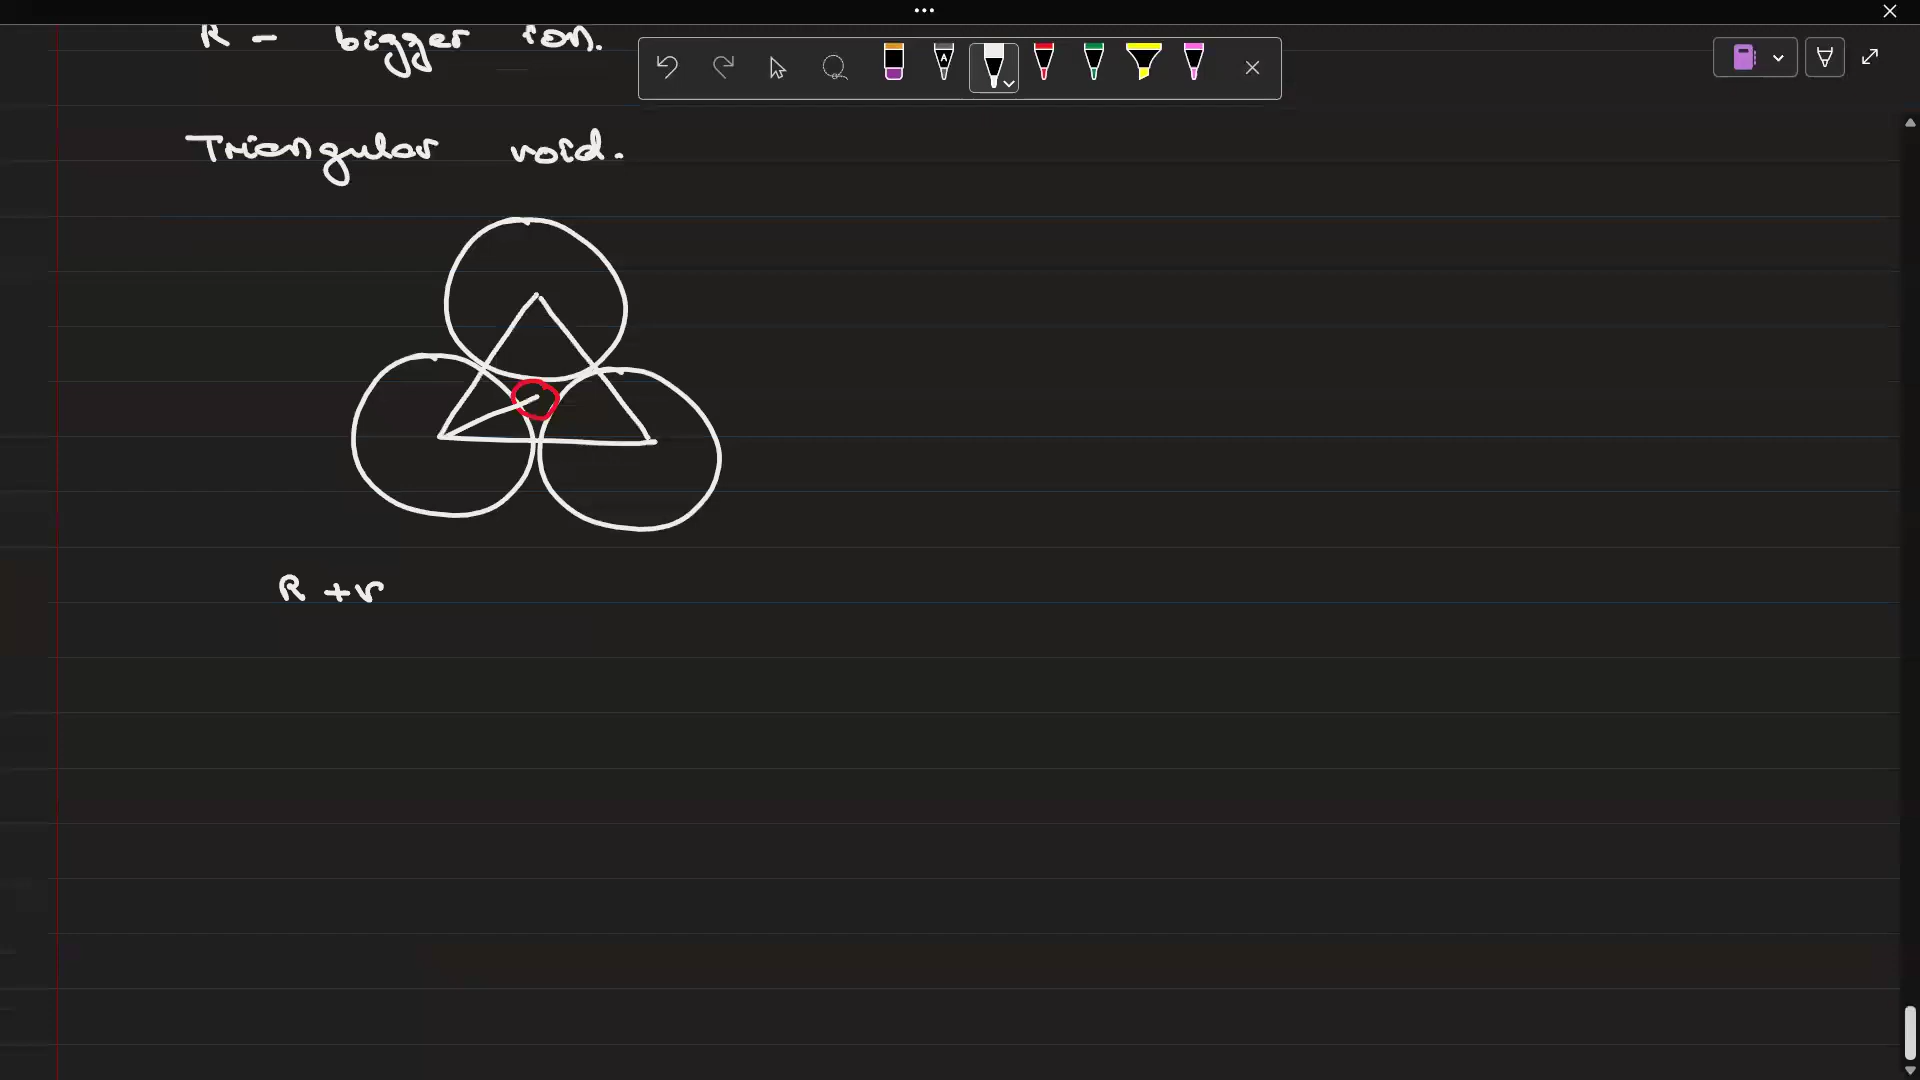 R - bigger ion.
Triangular void.
R + r